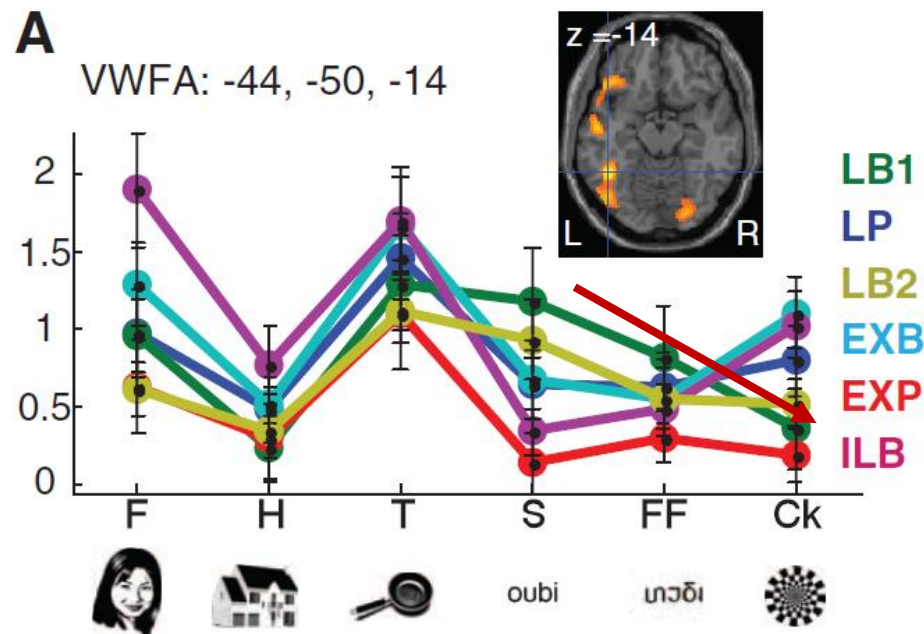 A
VWFA: -44, -50, -14
z =-14
L R
2
1.5
1
0.5
0
LB1
LP
LB2
EXB
EXP
ILB
F H T S FF Ck
oubi